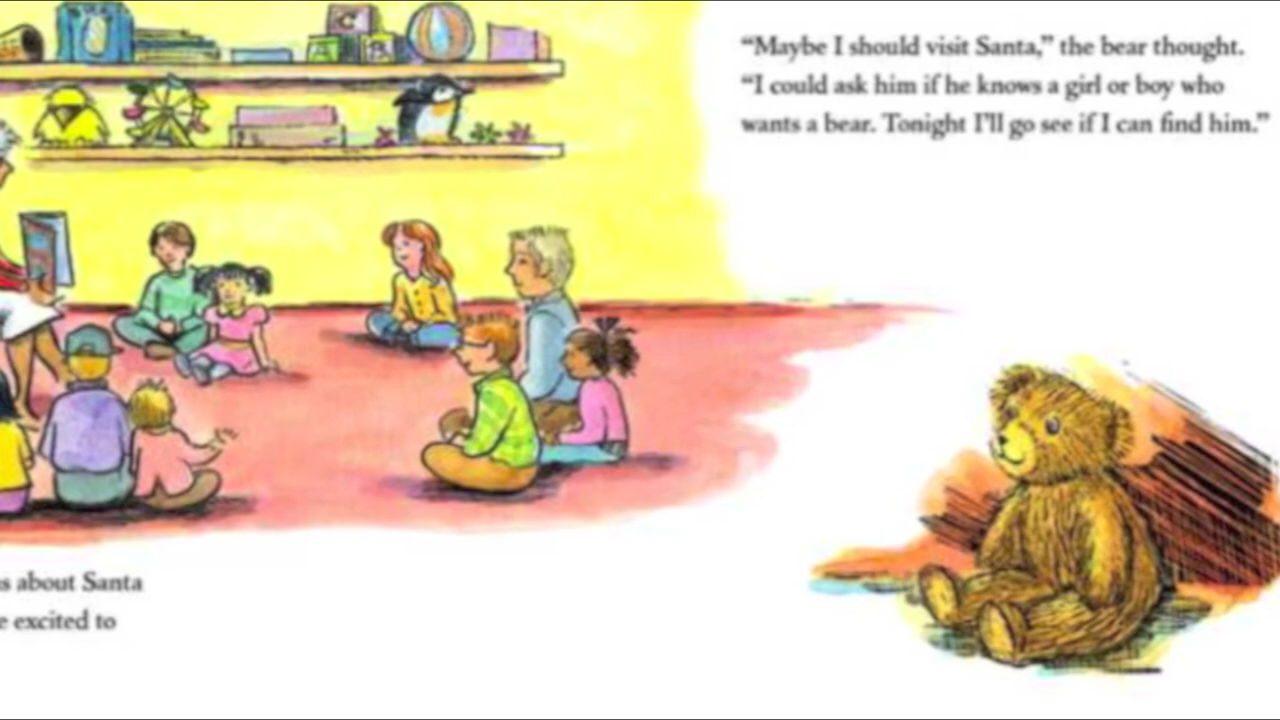 about Santa
e excited to
“Maybe I should visit Santa,” the bear thought.
“I could ask him if he knows a girl or boy who
wants a bear. Tonight I’ll go see if I can find him.”